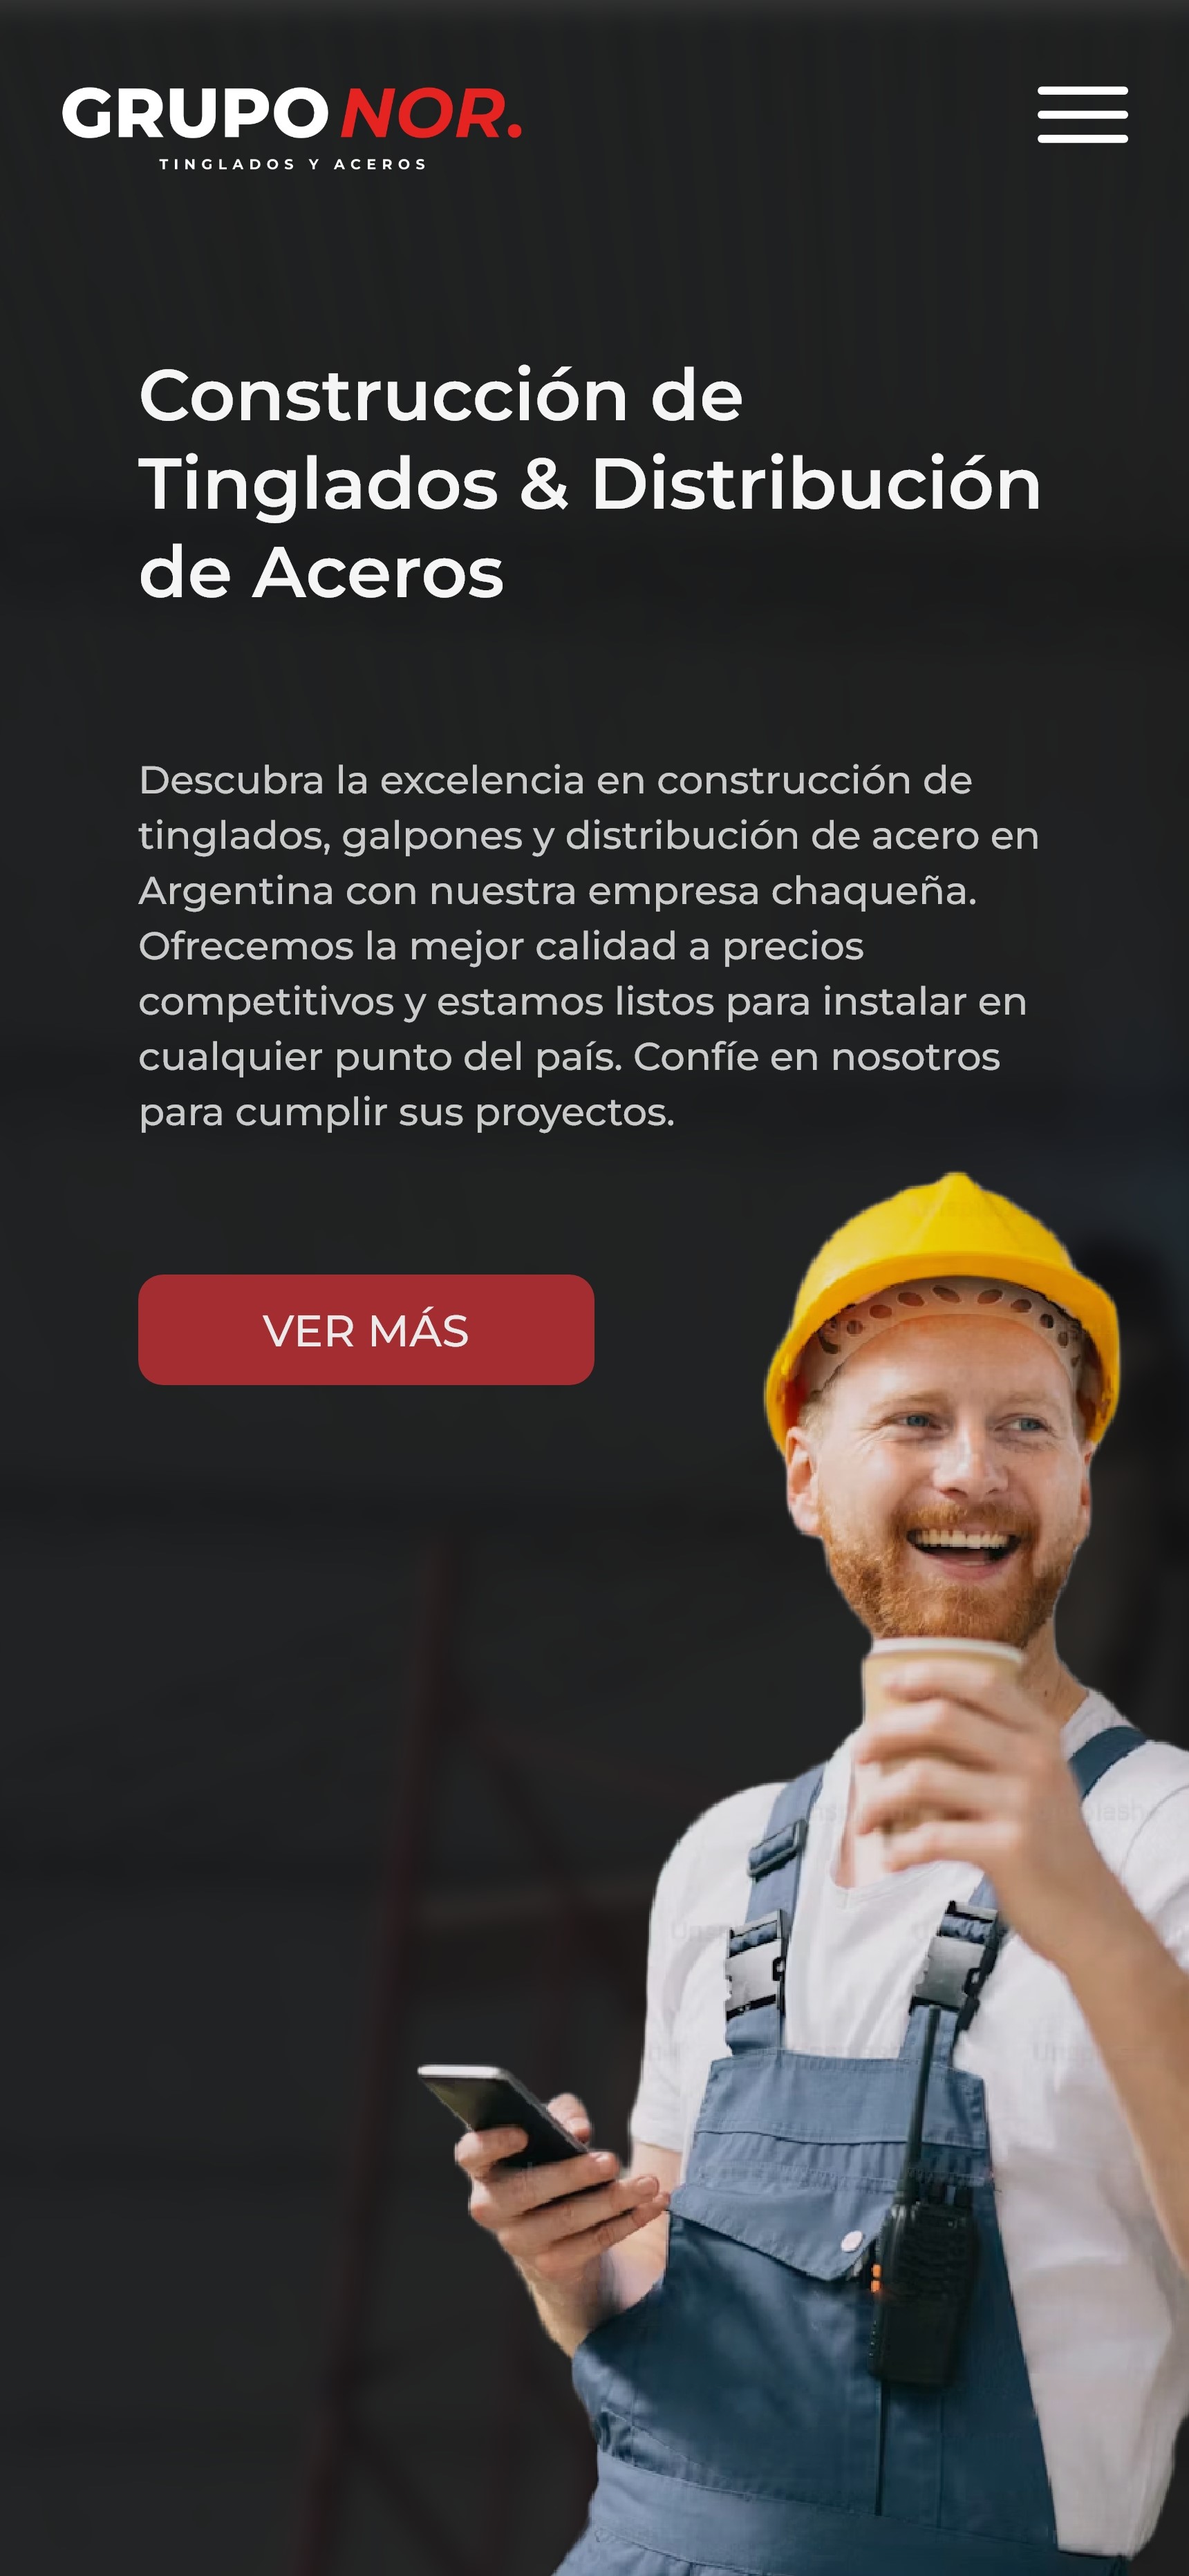 GRUPO NOR.
TINGLADOS Y ACEROS
Construcción de
Tinglados & Distribución
de Aceros
Descubra la excelencia en construcción de
tinglados, galpones y distribución de acero en
Argentina con nuestra empresa chaqueña.
Ofrecemos la mejor calidad a precios
competitivos y estamos listos para instalar en
cualquier punto del país. Confíe en nosotros
para cumplir sus proyectos.
VER MÁS